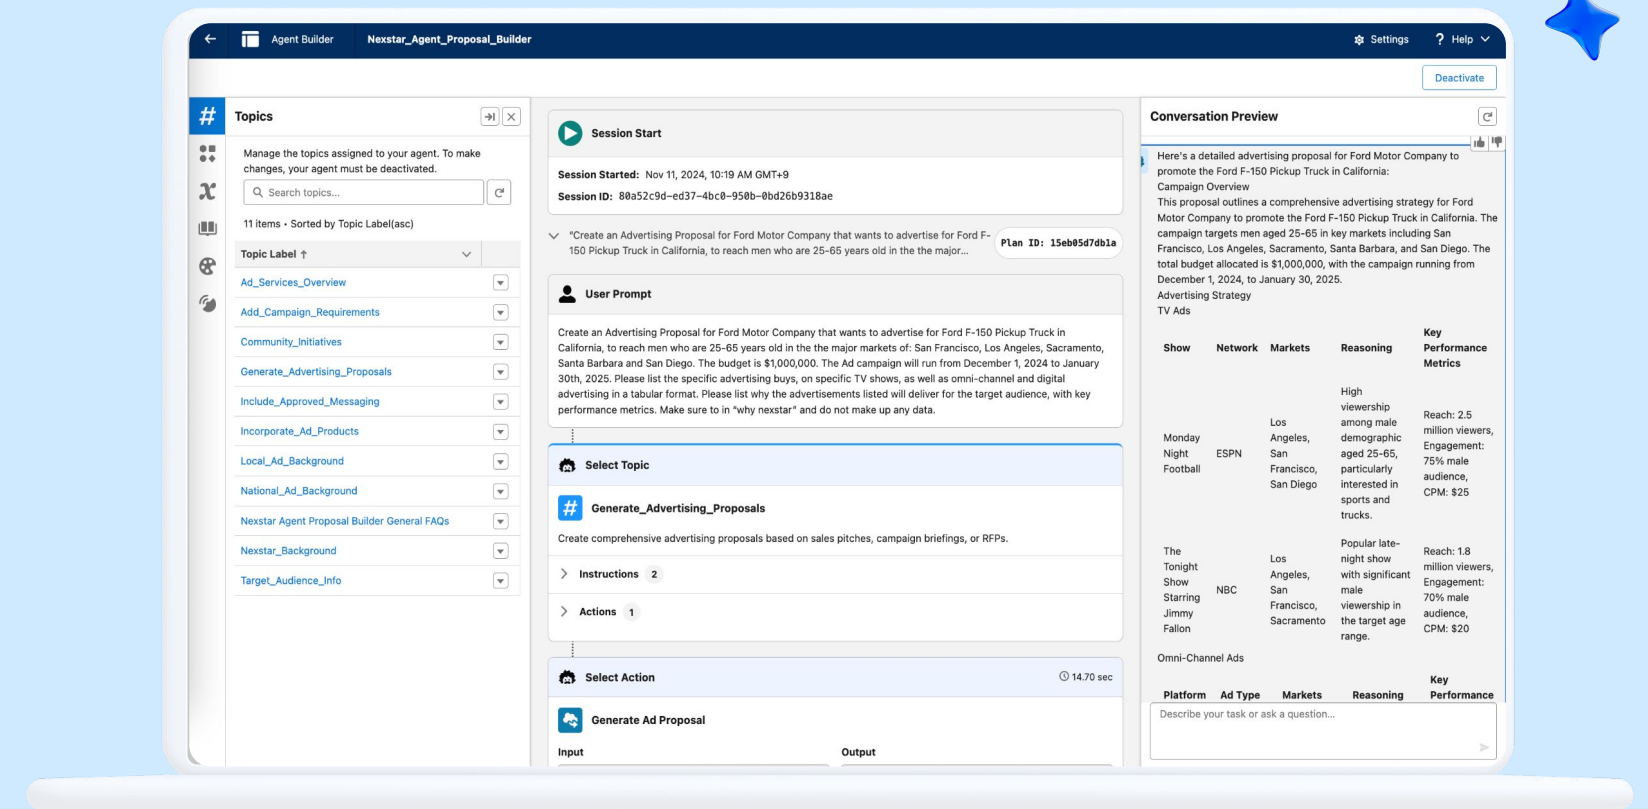 Agent Builder
Nexstar_Agent_Proposal_Builder
Settings
? Help
Deactivate
#
Topics
Manage the topics assigned to your agent. To make
changes, your agent must be deactivated.
Search topics...
11 items • Sorted by Topic Label(asc)
Topic Label ↑
Ad_Services_Overview
Add_Campaign_Requirements
Community_Initiatives
Generate_Advertising_Proposals
Include_Approved_Messaging
Incorporate_Ad_Products
Local_Ad_Background
National_Ad_Background
Nexstar Agent Proposal Builder General FAQs
Nexstar_Background
Target_Audience_Info
Session Start
Session Started: Nov 11, 2024, 10:19 AM GMT+9
Session ID: 80a52c9d-ed37-4bc0-950b-0bd26b9318ae
"Create an Advertising Proposal for Ford Motor Company that wants to advertise for Ford F-
150 Pickup Truck in California, to reach men who are 25-65 years old in the the major...
Plan ID: 15eb05d7db1a
User Prompt
Create an Advertising Proposal for Ford Motor Company that wants to advertise for Ford F-150 Pickup Truck in
California, to reach men who are 25-65 years old in the the major markets of: San Francisco, Los Angeles, Sacramento,
Santa Barbara and San Diego. The budget is $1,000,000. The Ad campaign will run from December 1, 2024 to January
30th, 2025. Please list the specific advertising buys, on specific TV shows, as well as omni-channel and digital
advertising in a tabular format. Please list why the advertisements listed will deliver for the target audience, with key
performance metrics. Make sure to in "why nexstar" and do not make up any data.
Select Topic
# Generate_Advertising_Proposals
Create comprehensive advertising proposals based on sales pitches, campaign briefings, or RFPs.
Instructions 2
Actions 1
Select Action
14.70 sec
Generate Ad Proposal
Input
Output
Conversation Preview
Here's a detailed advertising proposal for Ford Motor Company to
promote the Ford F-150 Pickup Truck in California:
Campaign Overview
This proposal outlines a comprehensive advertising strategy for Ford
Motor Company to promote the Ford F-150 Pickup Truck in California. The
campaign targets men aged 25-65 in key markets including San
Francisco, Los Angeles, Sacramento, Santa Barbara, and San Diego. The
total budget allocated is $1,000,000, with the campaign running from
December 1, 2024, to January 30, 2025.
Advertising Strategy
TV Ads
Show
Network
Markets
Reasoning
Key
Performance
Metrics
Monday
Night
Football
ESPN
Los
Angeles,
San
Francisco,
San Diego
High
viewership
among male
demographic
aged 25-65,
particularly
interested in
sports and
trucks.
Reach: 2.5
million viewers,
Engagement:
75% male
audience,
CPM: $25
The
Tonight
Show
Starring
Jimmy
Fallon
NBC
Los
Angeles,
San
Francisco,
Sacramento
Popular late-
night show
with significant
male
viewership in
the target age
range.
Reach: 1.8
million viewers,
Engagement:
70% male
audience,
CPM: $20
Omni-Channel Ads
Platform
Ad Type
Markets
Reasoning
Key
Performance
Describe your task or ask a question...